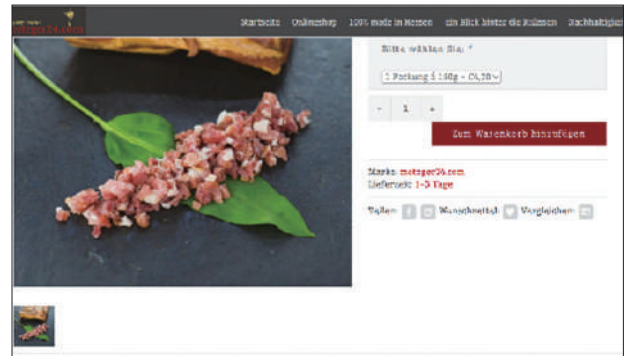 metzger24.com
Startseite Onlineshop 100% made in Hessen ein Blick hinter die Kulissen Nachhaltigkei
Bitte wählen Sie: *
1 Packung á 150g - €4,20
- 1 +
Zum Warenkorb hinzufügen
Marke: metzger24.com
Lieferzeit: 1-3 Tage
Teilen: Wunschzettel: Vergleichen: